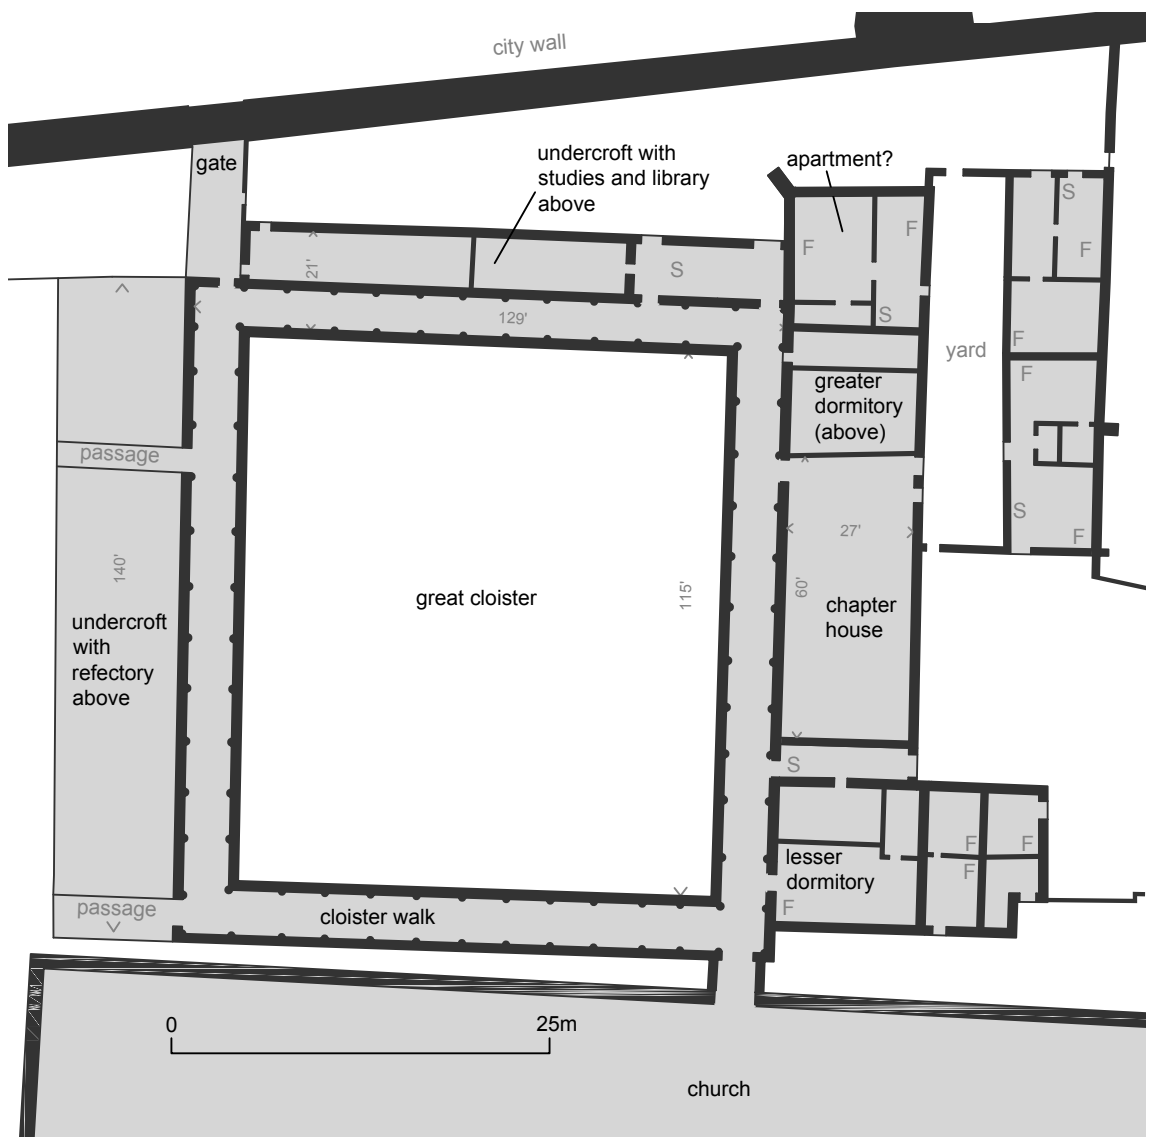 city wall
gate
undercroft with
studies and library
above
apartment?
S
F
F
F
21'
S
S
129'
F
yard
F
greater
dormitory
(above)
passage
S
27'
F
140'
115'
60'
great cloister
chapter
house
undercroft
with
refectory
above
S
F
F
lesser
dormitory
F
F
passage
cloister walk
0
25m
church